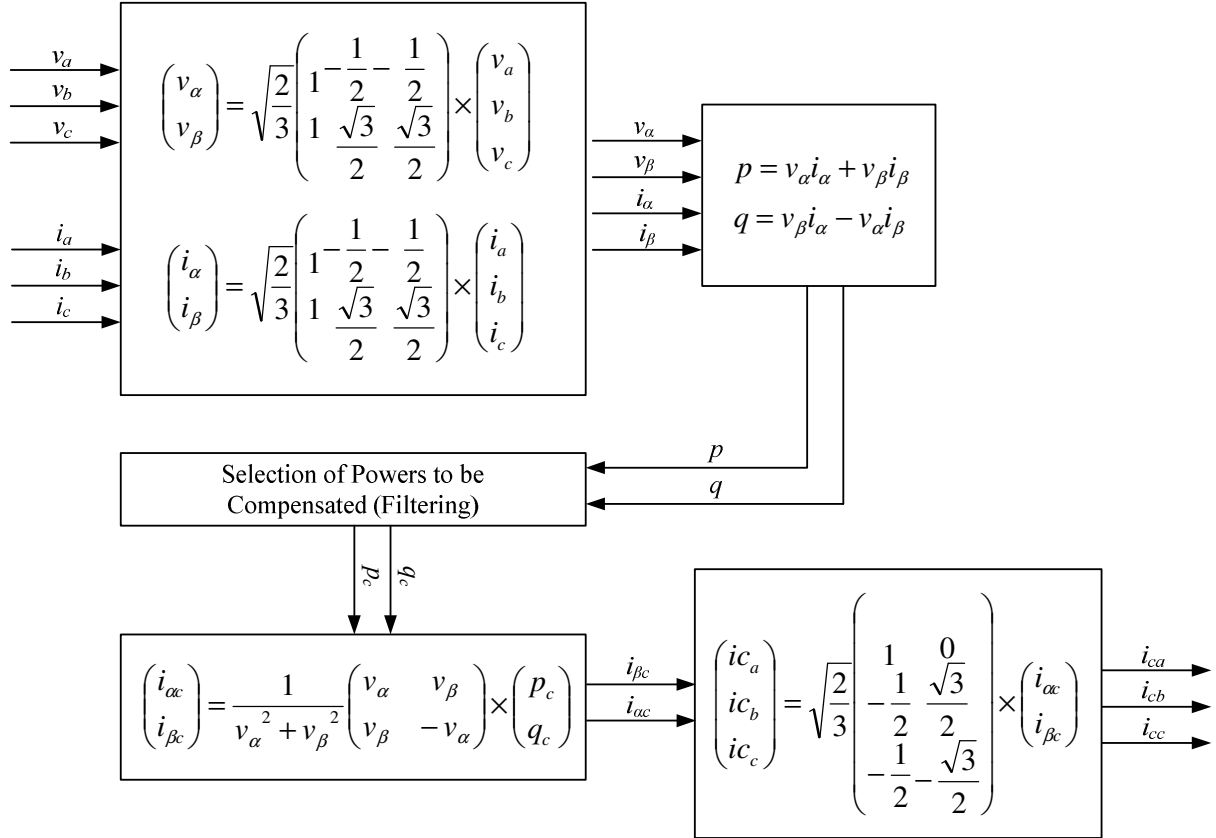 v_a
v_b
v_c
i_a
i_b
i_c
(v_α v_β) = √(2/3) (1 -1/2 - 1/2; 1 √3/2 √3/2) × (v_a v_b v_c)
(i_α i_β) = √(2/3) (1 -1/2 - 1/2; 1 √3/2 √3/2) × (i_a i_b i_c)
v_α
v_β
i_α
i_β
p = v_α i_α + v_β i_β
q = v_β i_α − v_α i_β
p
q
Selection of Powers to be
Compensated (Filtering)
p_c
q_c
(i_αc i_βc) = 1/(v_α² + v_β²) (v_α v_β; v_β −v_α) × (p_c q_c)
i_βc
i_αc
(ic_a ic_b ic_c) = √(2/3) (1 0; -1/2 √3/2; -1/2 -√3/2) × (i_αc i_βc)
i_ca
i_cb
i_cc